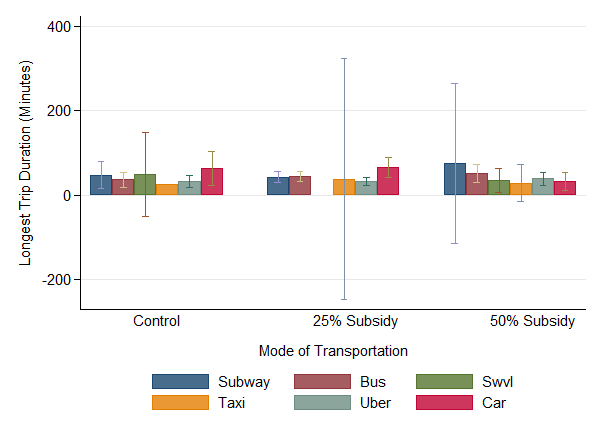 Longest Trip Duration (Minutes)
400
200
0
-200
Control 25% Subsidy 50% Subsidy
Mode of Transportation
Subway Bus Swvl
Taxi Uber Car